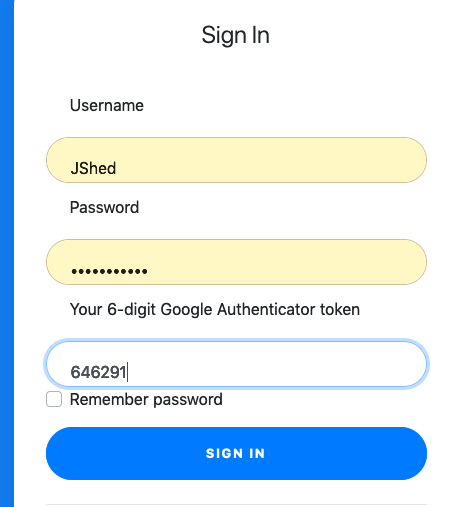 Sign In
Username
JShed
Password
•••••••••••
Your 6-digit Google Authenticator token
646291
Remember password
SIGN IN